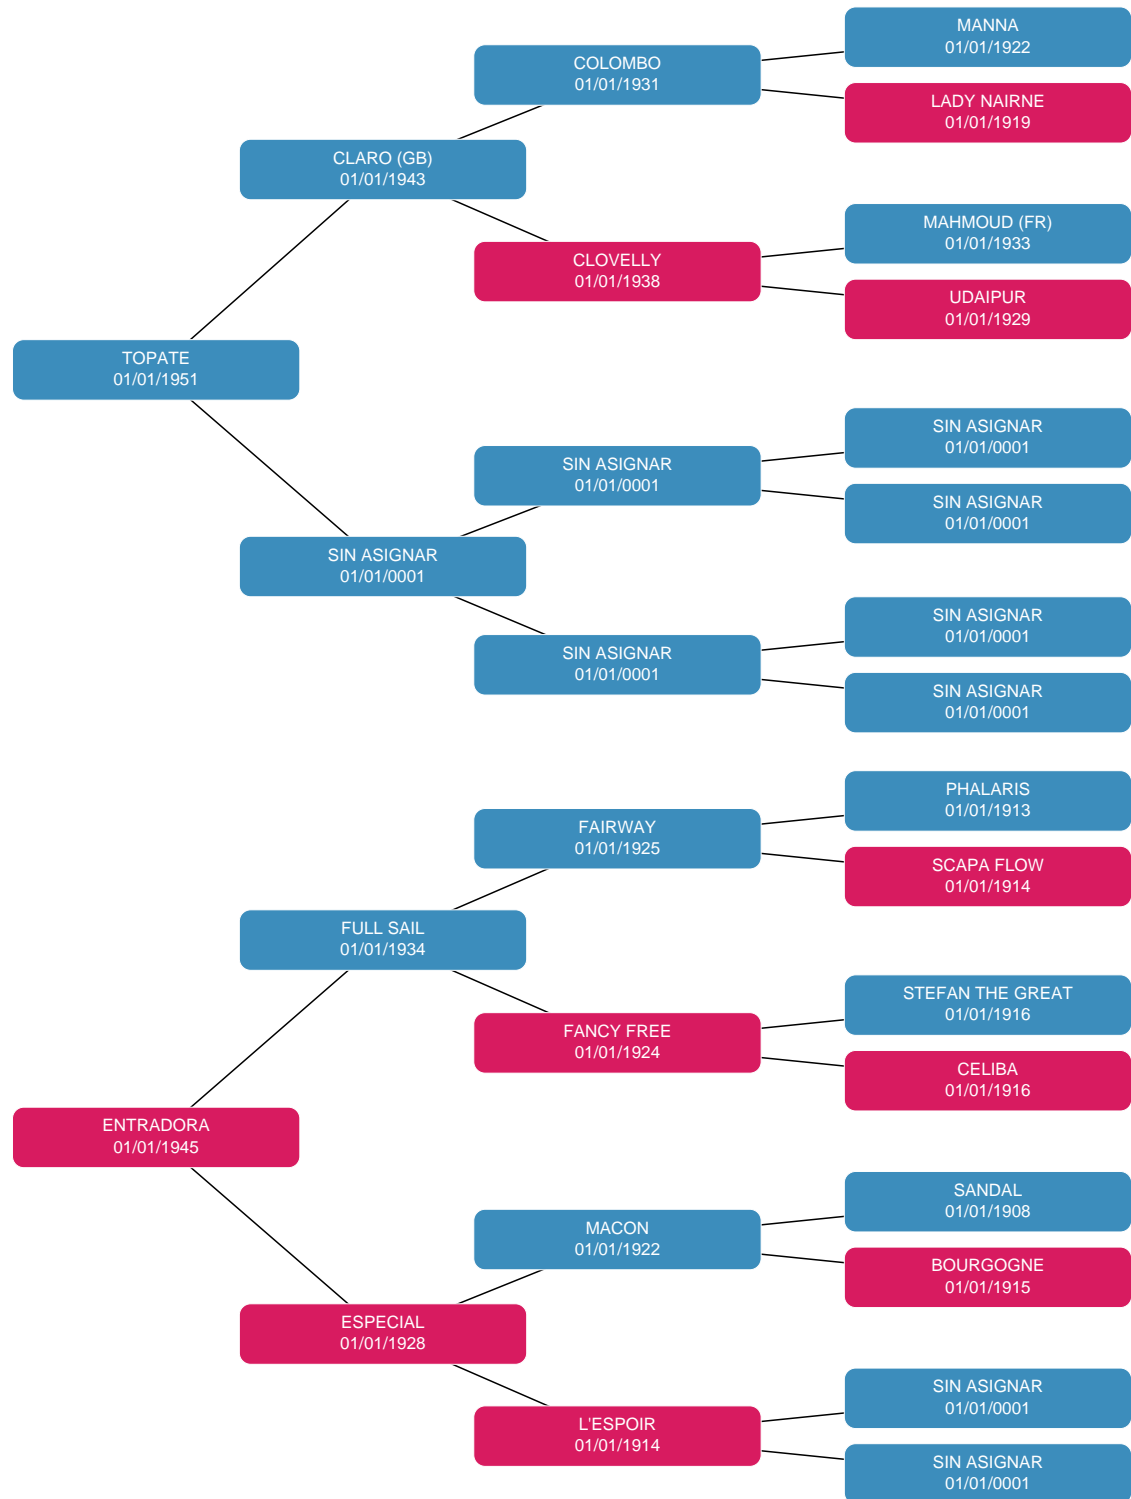 MANNA
01/01/1922
COLOMBO
01/01/1931
LADY NAIRNE
01/01/1919
CLARO (GB)
01/01/1943
MAHMOUD (FR)
01/01/1933
CLOVELLY
01/01/1938
UDAIPUR
01/01/1929
TOPATE
01/01/1951
SIN ASIGNAR
01/01/0001
SIN ASIGNAR
01/01/0001
SIN ASIGNAR
01/01/0001
SIN ASIGNAR
01/01/0001
SIN ASIGNAR
01/01/0001
SIN ASIGNAR
01/01/0001
SIN ASIGNAR
01/01/0001
PHALARIS
01/01/1913
FAIRWAY
01/01/1925
SCAPA FLOW
01/01/1914
FULL SAIL
01/01/1934
STEFAN THE GREAT
01/01/1916
FANCY FREE
01/01/1924
CELIBA
01/01/1916
ENTRADORA
01/01/1945
SANDAL
01/01/1908
MACON
01/01/1922
BOURGOGNE
01/01/1915
ESPECIAL
01/01/1928
SIN ASIGNAR
01/01/0001
L'ESPOIR
01/01/1914
SIN ASIGNAR
01/01/0001